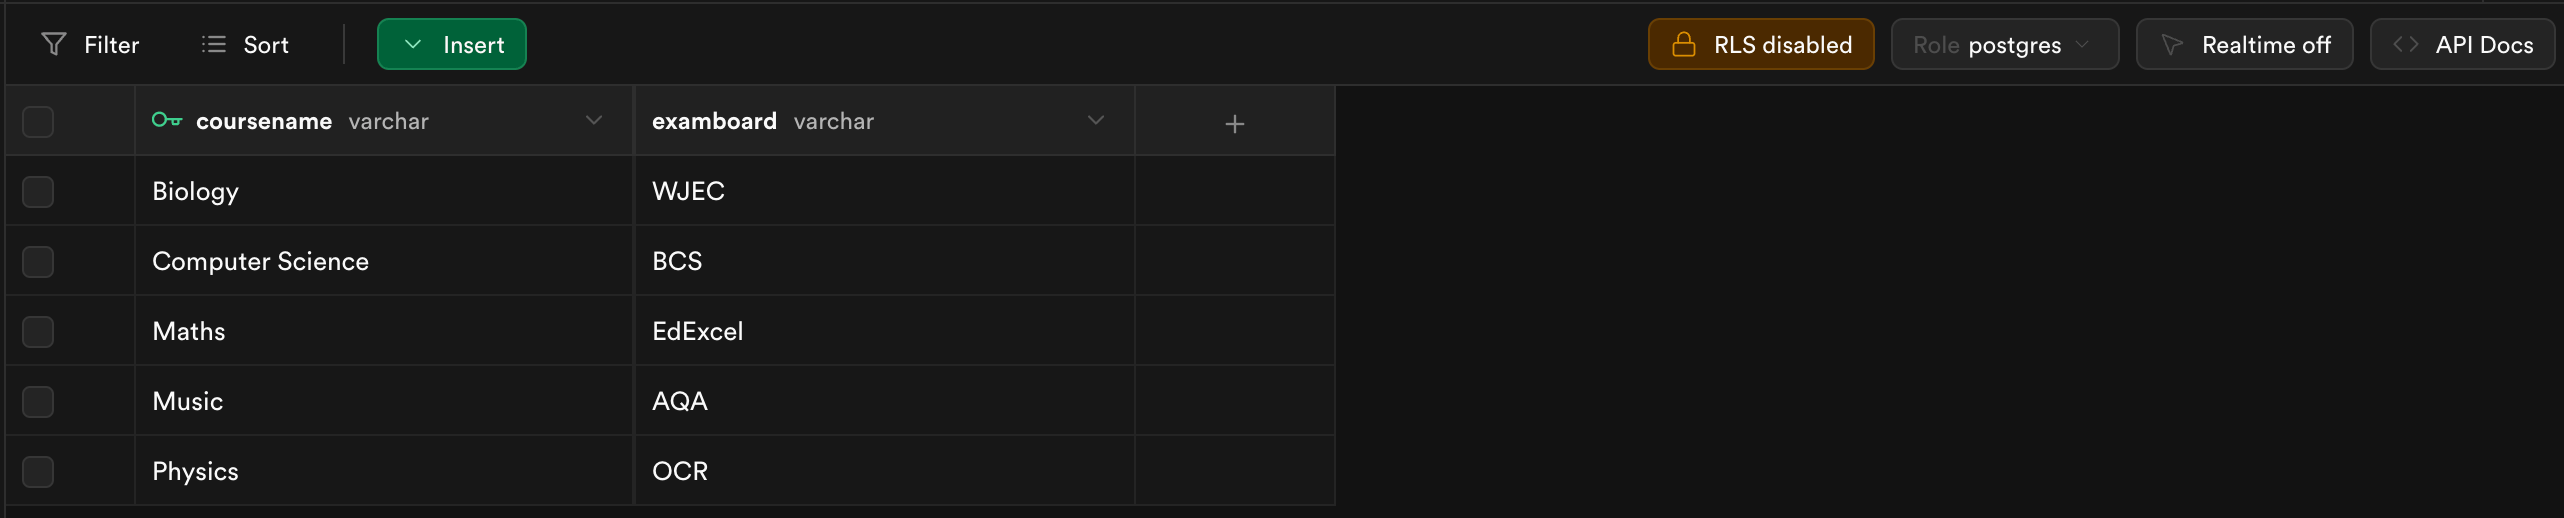 Filter Sort Insert RLS disabled Role postgres Realtime off API Docs
coursename varchar examboard varchar
Biology WJEC
Computer Science BCS
Maths EdExcel
Music AQA
Physics OCR